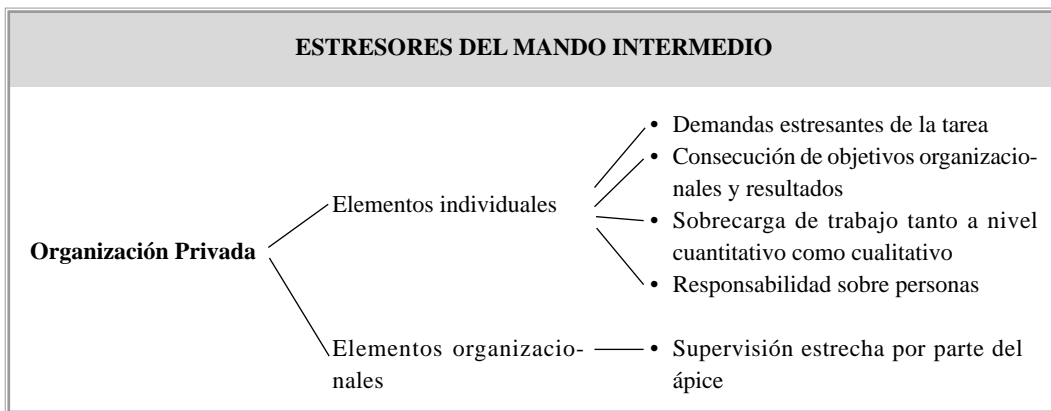 ESTRESORES DEL MANDO INTERMEDIO
• Demandas estresantes de la tarea
• Consecución de objetivos organizacio-
nales y resultados
Elementos individuales
• Sobrecarga de trabajo tanto a nivel
cuantitativo como cualitativo
Organización Privada
• Responsabilidad sobre personas
Elementos organizacio-
nales
• Supervisión estrecha por parte del
ápice